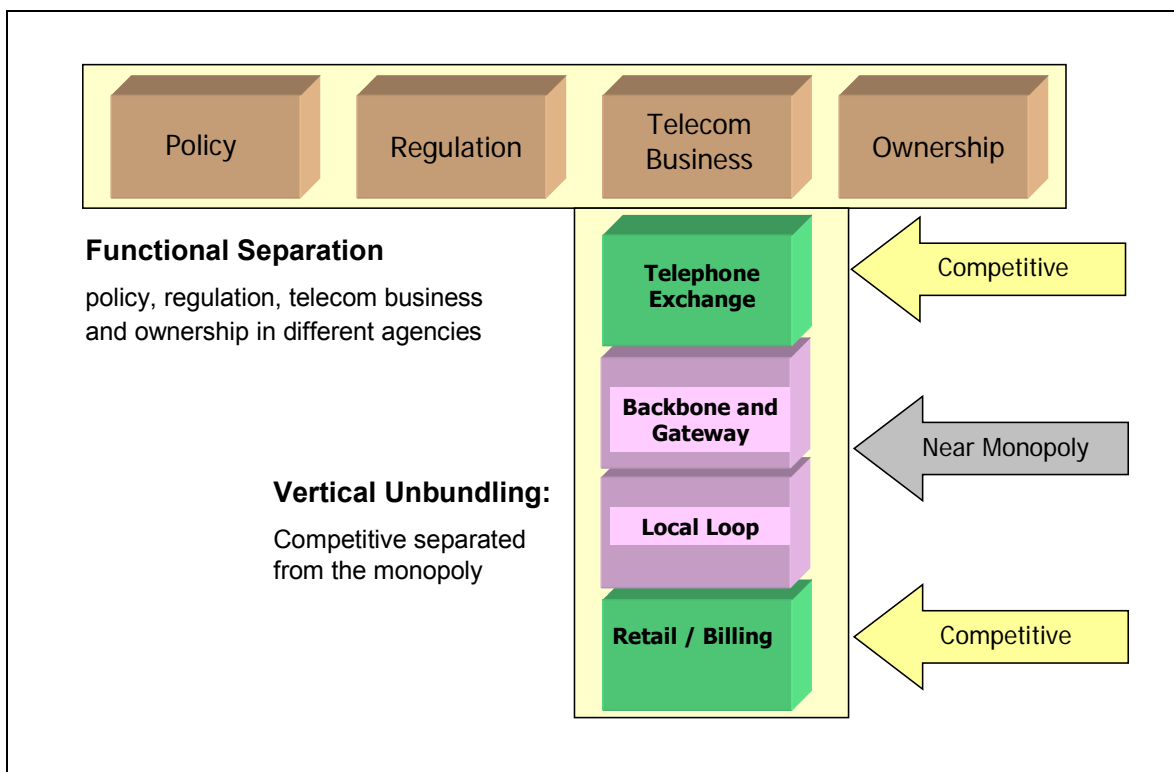 Policy
Regulation
Telecom
Business
Ownership
Functional Separation
policy, regulation, telecom business
and ownership in different agencies
Telephone
Exchange
Competitive
Backbone and
Gateway
Near Monopoly
Vertical Unbundling:
Competitive separated
from the monopoly
Local Loop
Retail / Billing
Competitive